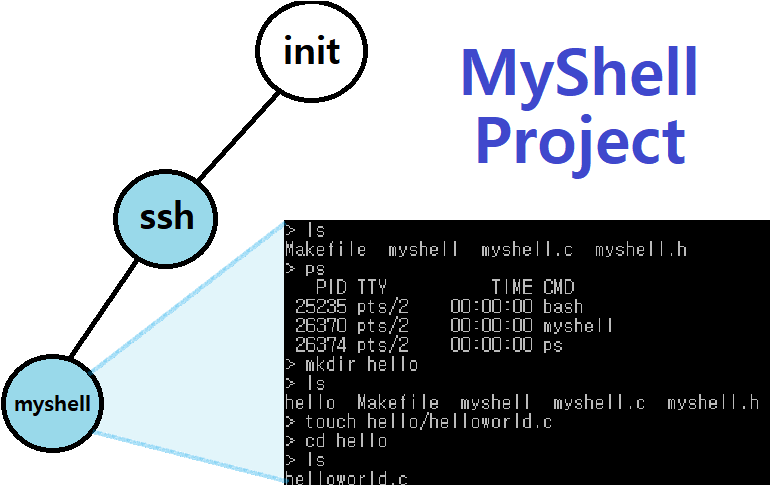 init
MyShell
Project
ssh
myshell
> ls
Makefile  myshell  myshell.c  myshell.h
> ps
   PID TTY          TIME CMD
 25235 pts/2    00:00:00 bash
 26370 pts/2    00:00:00 myshell
 26374 pts/2    00:00:00 ps
> mkdir hello
> ls
hello  Makefile  myshell  myshell.c  myshell.h
> touch hello/helloworld.c
> cd hello
> ls
helloworld.c